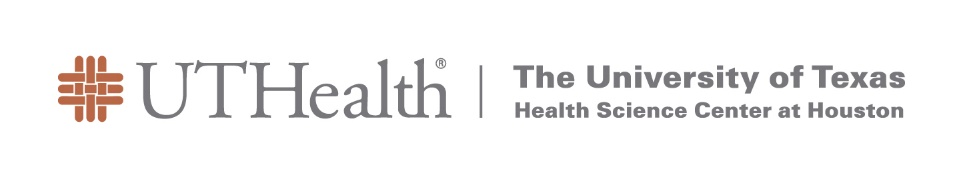 UTHealth®
The University of Texas
Health Science Center at Houston